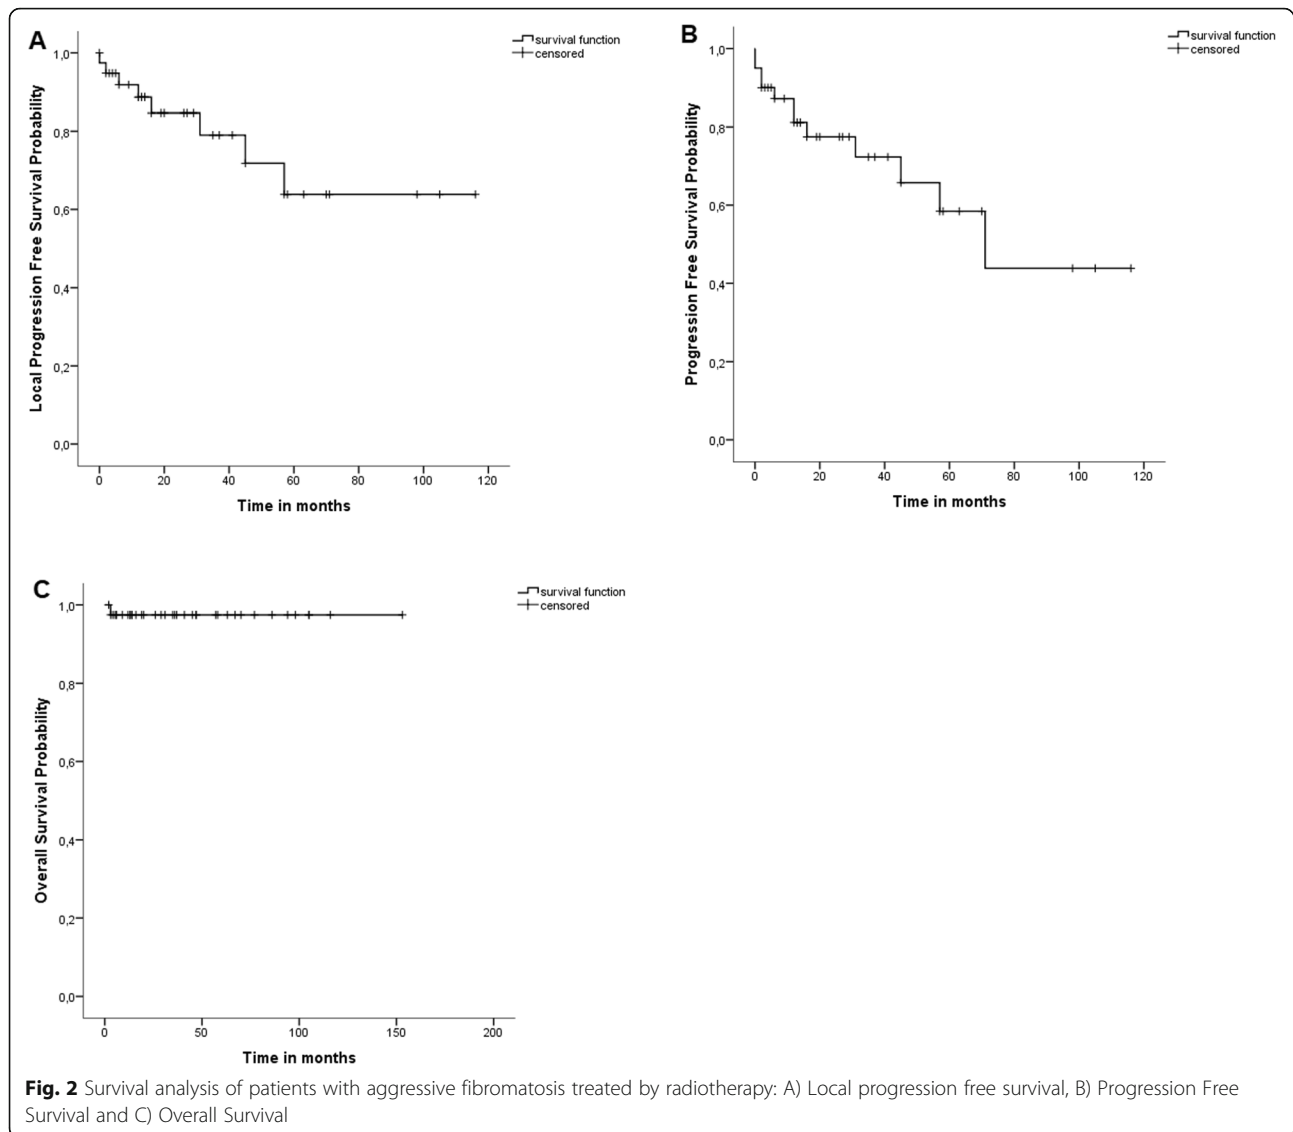 A
survival function
censored
1,0
0,8
0,6
0,4
0,2
0,0
Local Progression Free Survival Probability
0 20 40 60 80 100 120
Time in months
B
survival function
censored
1,0
0,8
0,6
0,4
0,2
0,0
Progression Free Survival Probability
0 20 40 60 80 100 120
Time in months
C
survival function
censored
1,0
0,8
0,6
0,4
0,2
0,0
Overall Survival Probability
0 50 100 150 200
Time in months
Fig. 2 Survival analysis of patients with aggressive fibromatosis treated by radiotherapy: A) Local progression free survival, B) Progression Free
Survival and C) Overall Survival